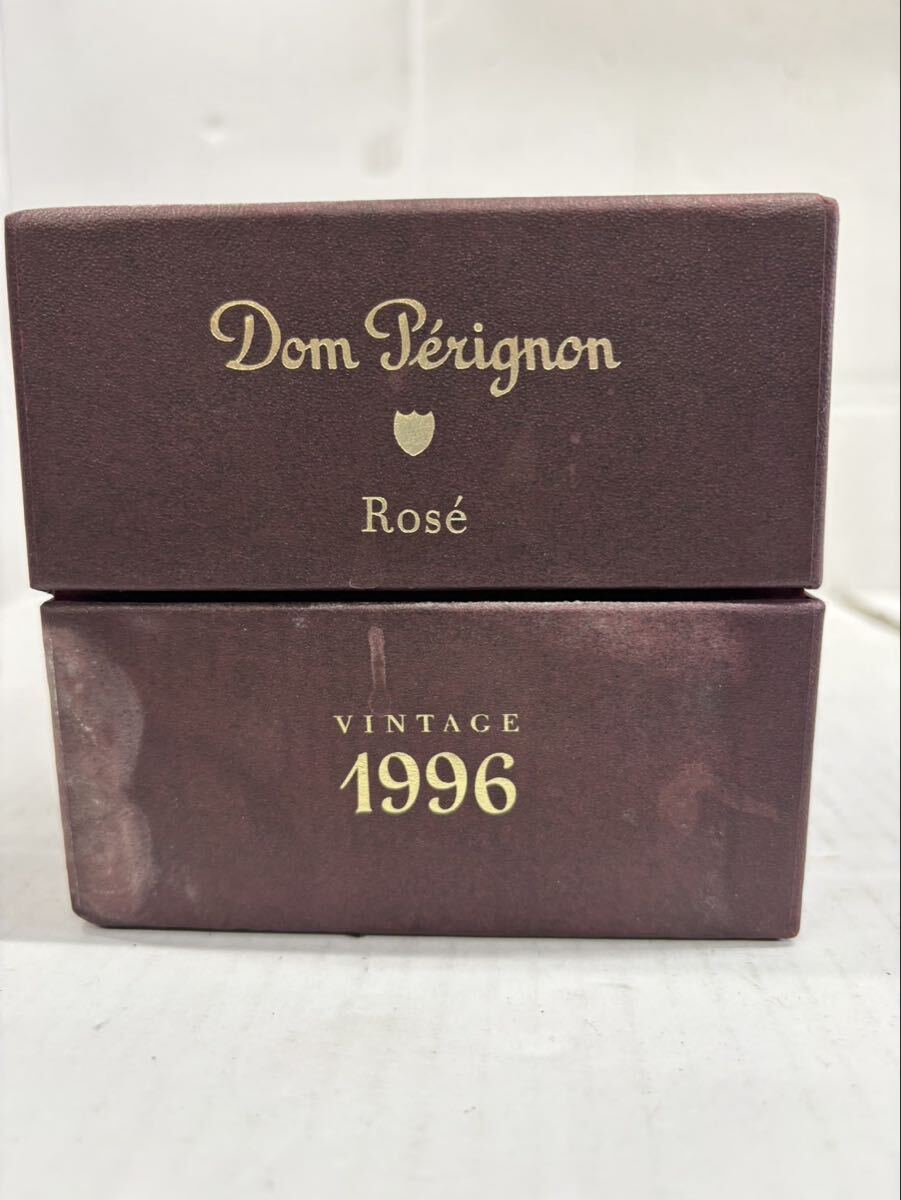 Dom Pérignon
Rosé
VINTAGE
1996